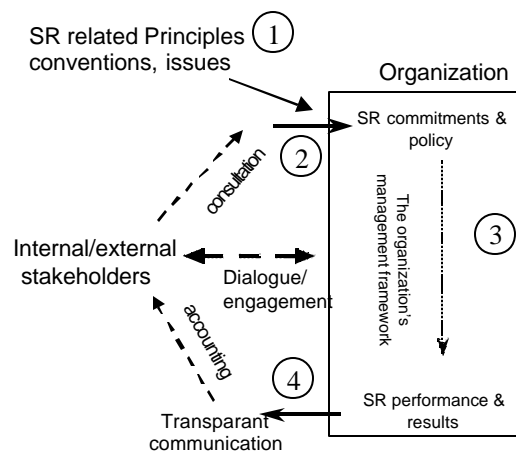 SR related Principles
conventions, issues
1
Organization
SR commitments &
policy
2
consultation
The organization's
management framework
3
Internal/external
stakeholders
Dialogue/
engagement
accounting
4
Transparant
communication
SR performance &
results